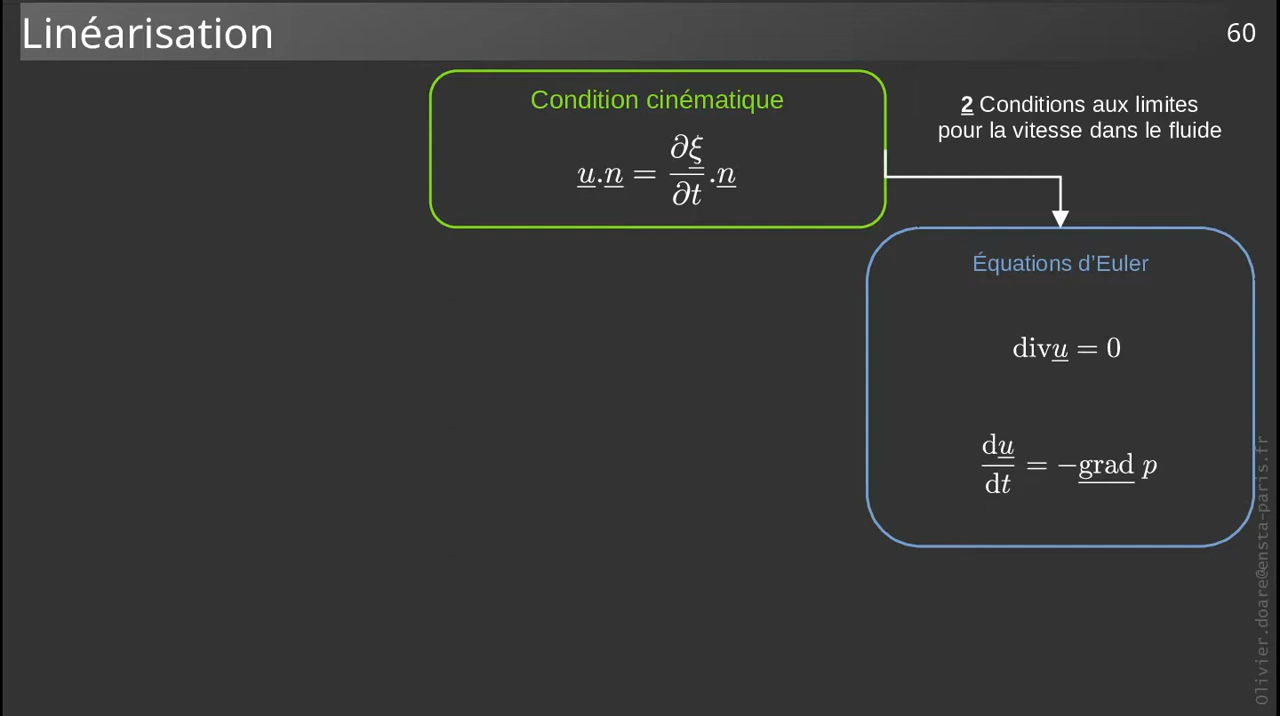 Linéarisation
60
Condition cinématique
u.n = ∂ξ/∂t.n
2 Conditions aux limites
pour la vitesse dans le fluide
Équations d’Euler
divu = 0
du/dt = −grad p
Olivier.doare@ensta-paris.fr